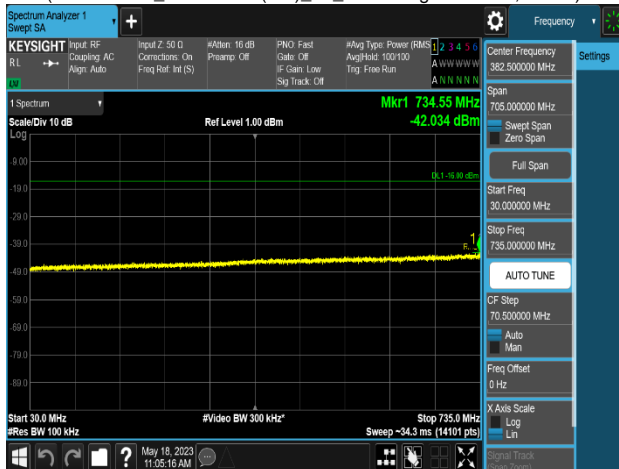 Spectrum Analyzer 1
Swept SA
Frequency
KEYSIGHT
Input: RF
Coupling: AC
Align: Auto
Input Z: 50 Ω
Corrections: On
Freq Ref: Int (S)
#Atten: 16 dB
Preamp: Off
PNO: Fast
Gate: Off
IF Gain: Low
Sig Track: Off
#Avg Type: Power (RMS
Avg|Hold: 100/100
Trig: Free Run
1 2 3 4 5 6
A W W W W W
A N N N N N
RL
1 Spectrum
Scale/Div 10 dB
Log
Ref Level 1.00 dBm
Mkr1 734.55 MHz
-42.034 dBm
DL1 -16.00 dBm
-9.00
-19.0
-29.0
-39.0
-49.0
-59.0
-69.0
-79.0
-89.0
1
Start 30.0 MHz
#Res BW 100 kHz
#Video BW 300 kHz*
Stop 735.0 MHz
Sweep ~34.3 ms (14101 pts)
Center Frequency
382.500000 MHz
Settings
Span
705.000000 MHz
Swept Span
Zero Span
Full Span
Start Freq
30.000000 MHz
Stop Freq
735.000000 MHz
AUTO TUNE
CF Step
70.500000 MHz
Auto
Man
Freq Offset
0 Hz
X Axis Scale
Log
Lin
Signal Track
(Span Zoom)
May 18, 2023
11:05:16 AM